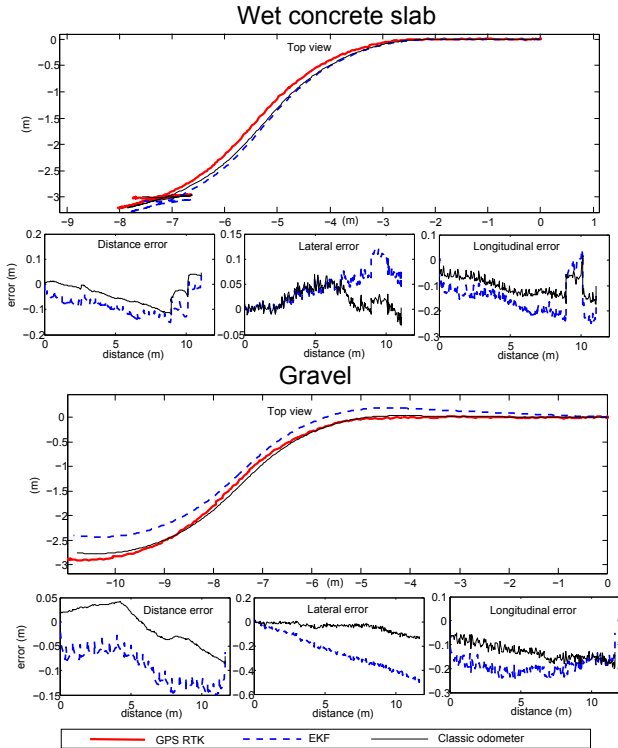 Wet concrete slab
Top view
0
−0.5
−1
−1.5
−2
−2.5
−3
(m)
−9 −8 −7 −6 −5 −4 (m) −3 −2 −1 0 1
Distance error
0.2
0.1
0
−0.1
−0.2
error (m)
0 5 10
distance (m)
Lateral error
0.15
0.1
0.05
0
0.05
0 5 10
distance (m)
Longitudinal error
0.1
0
−0.1
−0.2
−0.3
0 5 10
distance (m)
Gravel
Top view
0
−0.5
−1
−1.5
−2
−2.5
−3
(m)
−10 −9 −8 −7 −6 (m) −5 −4 −3 −2 −1 0
Distance error
0.05
0
−0.05
−0.1
−0.15
error (m)
0 5 10
distance (m)
Lateral error
0.2
0
−0.2
−0.4
−0.6
0 5 10
distance (m)
Longitudinal error
0.1
0
−0.1
−0.2
−0.3
0 5 10
distance (m)
GPS RTK EKF Classic odometer